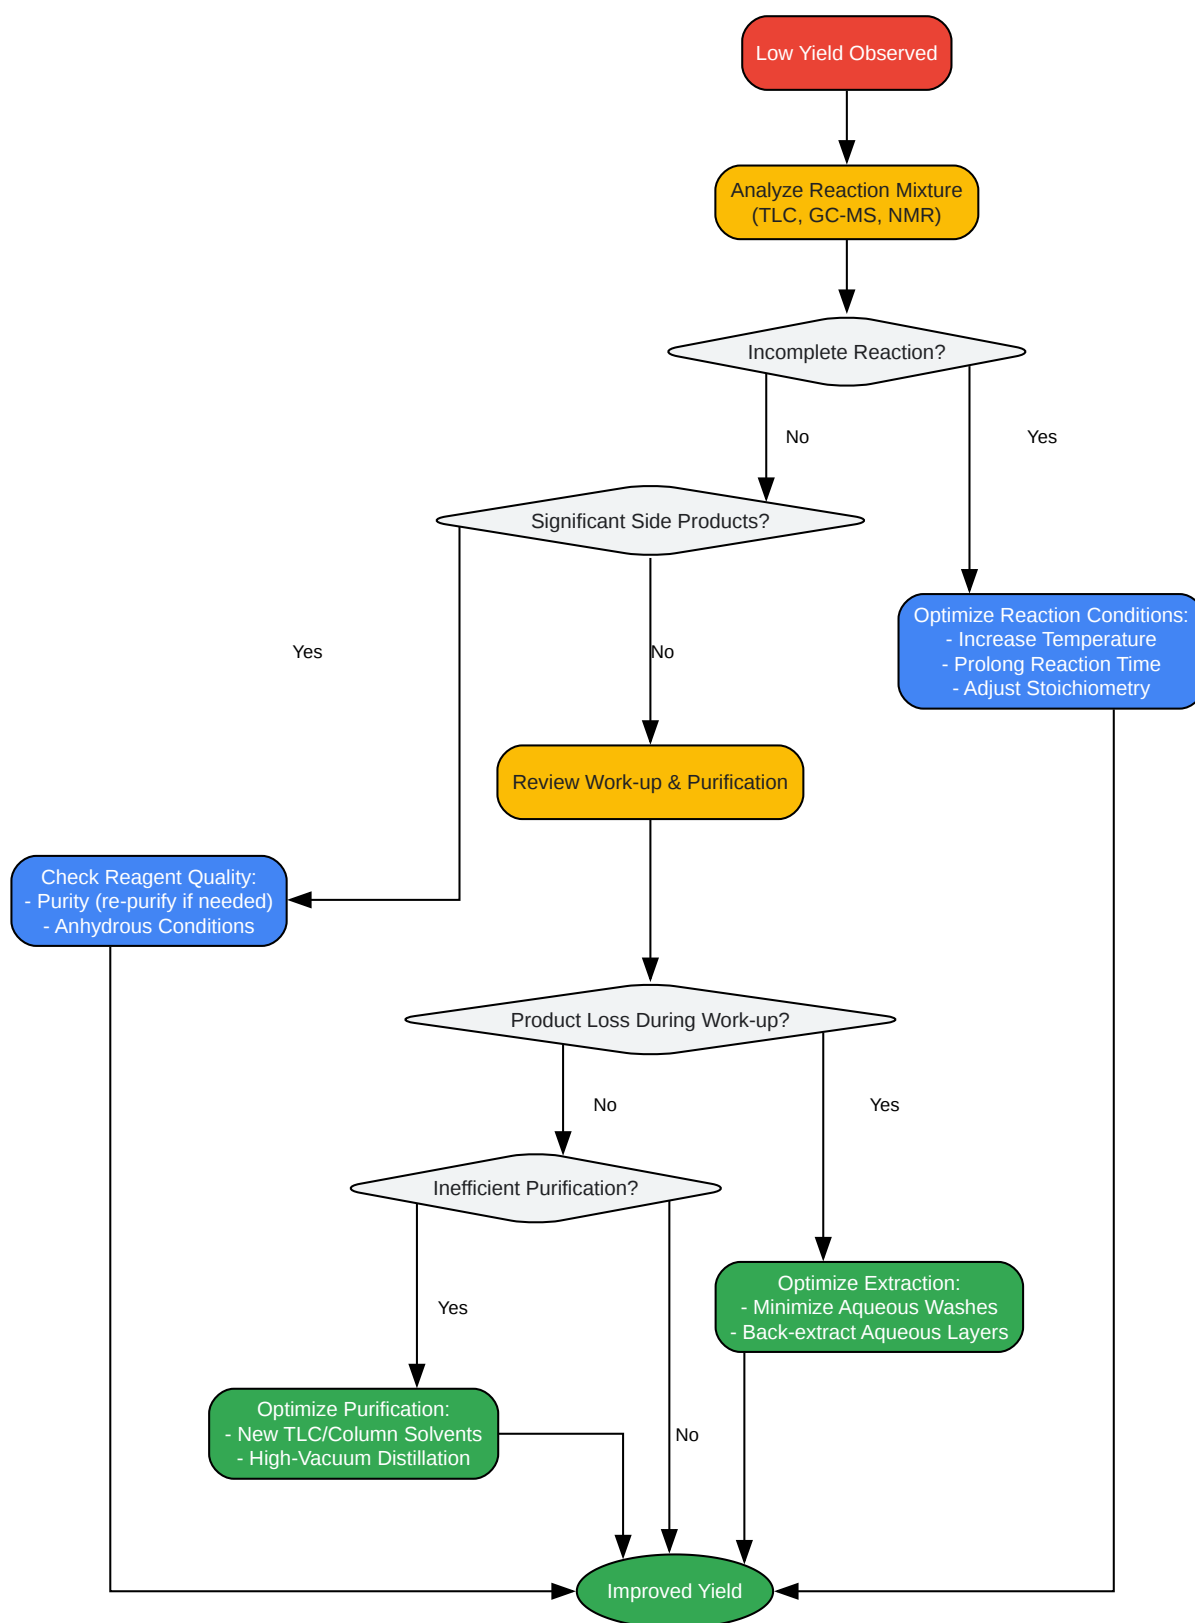 Low Yield Observed
Analyze Reaction Mixture
(TLC, GC-MS, NMR)
Incomplete Reaction?
No
Yes
Significant Side Products?
Optimize Reaction Conditions:
- Increase Temperature
- Prolong Reaction Time
- Adjust Stoichiometry
Yes
No
Review Work-up & Purification
Check Reagent Quality:
- Purity (re-purify if needed)
- Anhydrous Conditions
Product Loss During Work-up?
No
Yes
Inefficient Purification?
Optimize Extraction:
- Minimize Aqueous Washes
- Back-extract Aqueous Layers
Yes
Optimize Purification:
- New TLC/Column Solvents
- High-Vacuum Distillation
No
Improved Yield